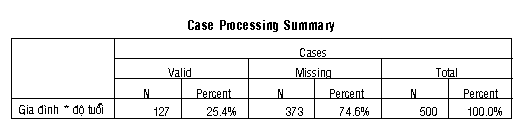 Case Processing Summary
Cases
Valid Missing Total
N Percent N Percent N Percent
Gia đình * độ tuổi 127 25.4% 373 74.6% 500 100.0%